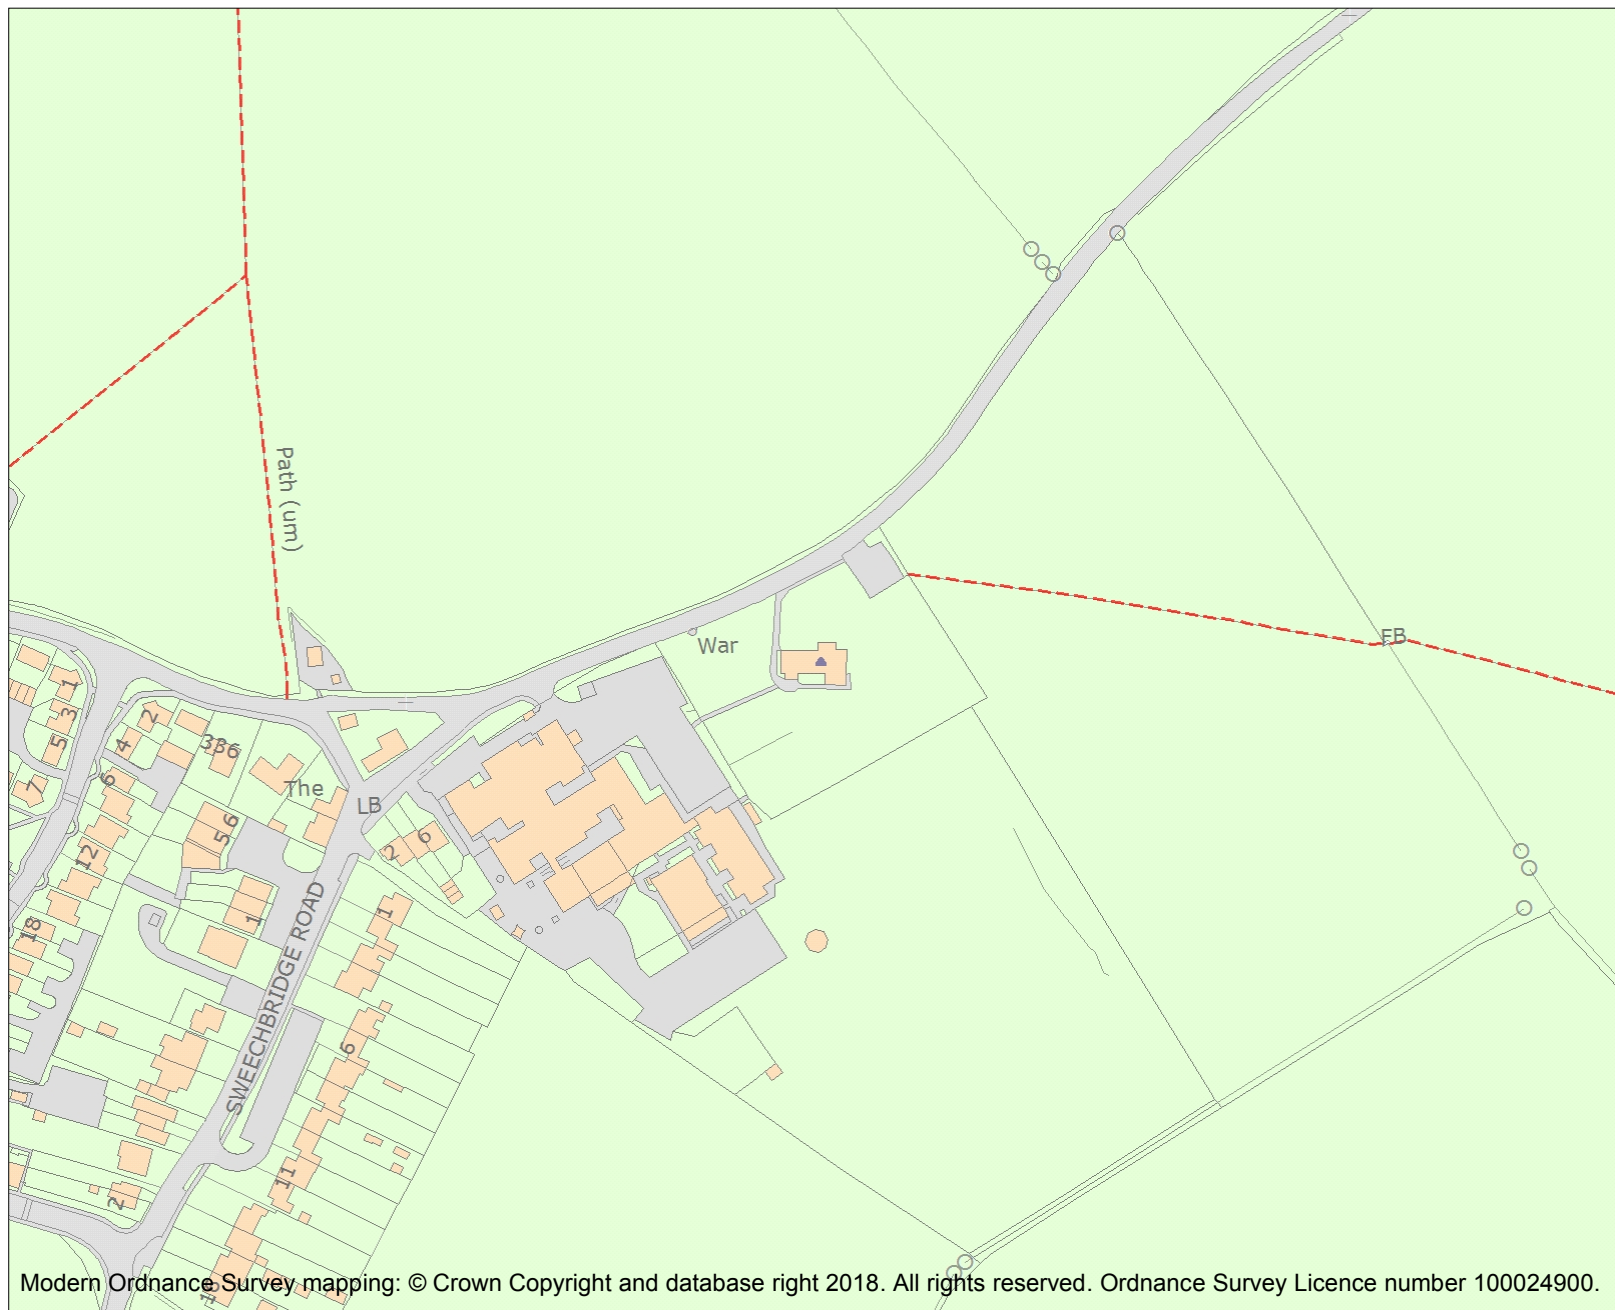 Path (um)
FB
War
1
3
5
7
2
4
336
The
LB
6
5 6
2
6
12
18
1
1
SWEECHBRIDGE ROAD
6
11
2
Modern Ordnance Survey mapping: © Crown Copyright and database right 2018. All rights reserved. Ordnance Survey Licence number 100024900.